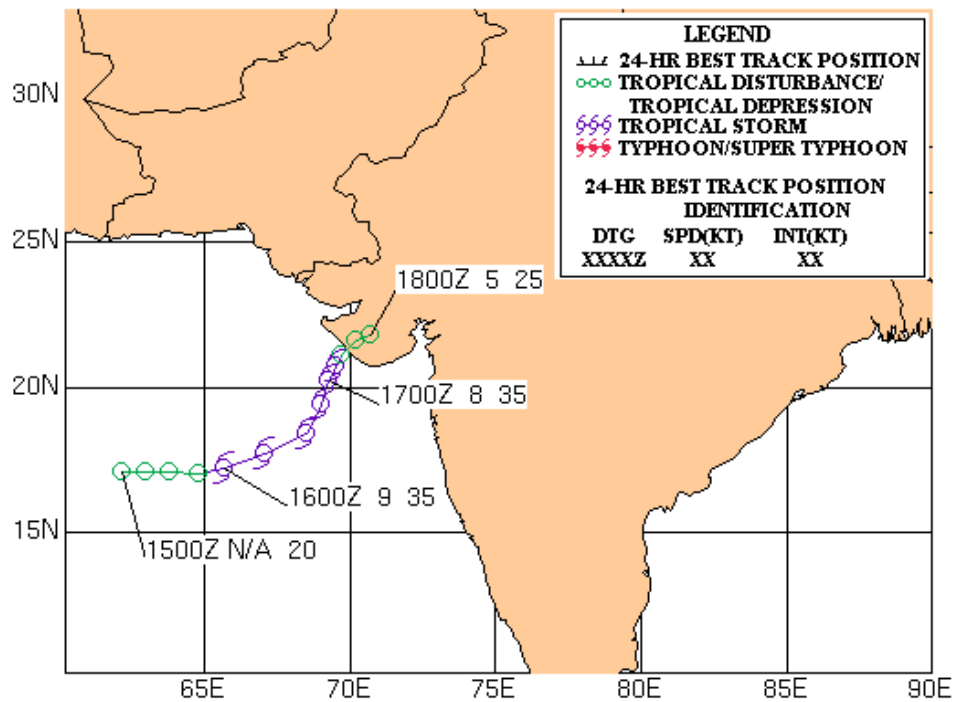 LEGEND
24-HR BEST TRACK POSITION
TROPICAL DISTURBANCE/
TROPICAL DEPRESSION
TROPICAL STORM
TYPHOON/SUPER TYPHOON
24-HR BEST TRACK POSITION
IDENTIFICATION
DTG SPD(KT) INT(KT)
XXXXZ XX XX
30N
25N
1800Z 5 25
20N
1700Z 8 35
1600Z 9 35
15N
1500Z N/A 20
65E 70E 75E 80E 85E 90E